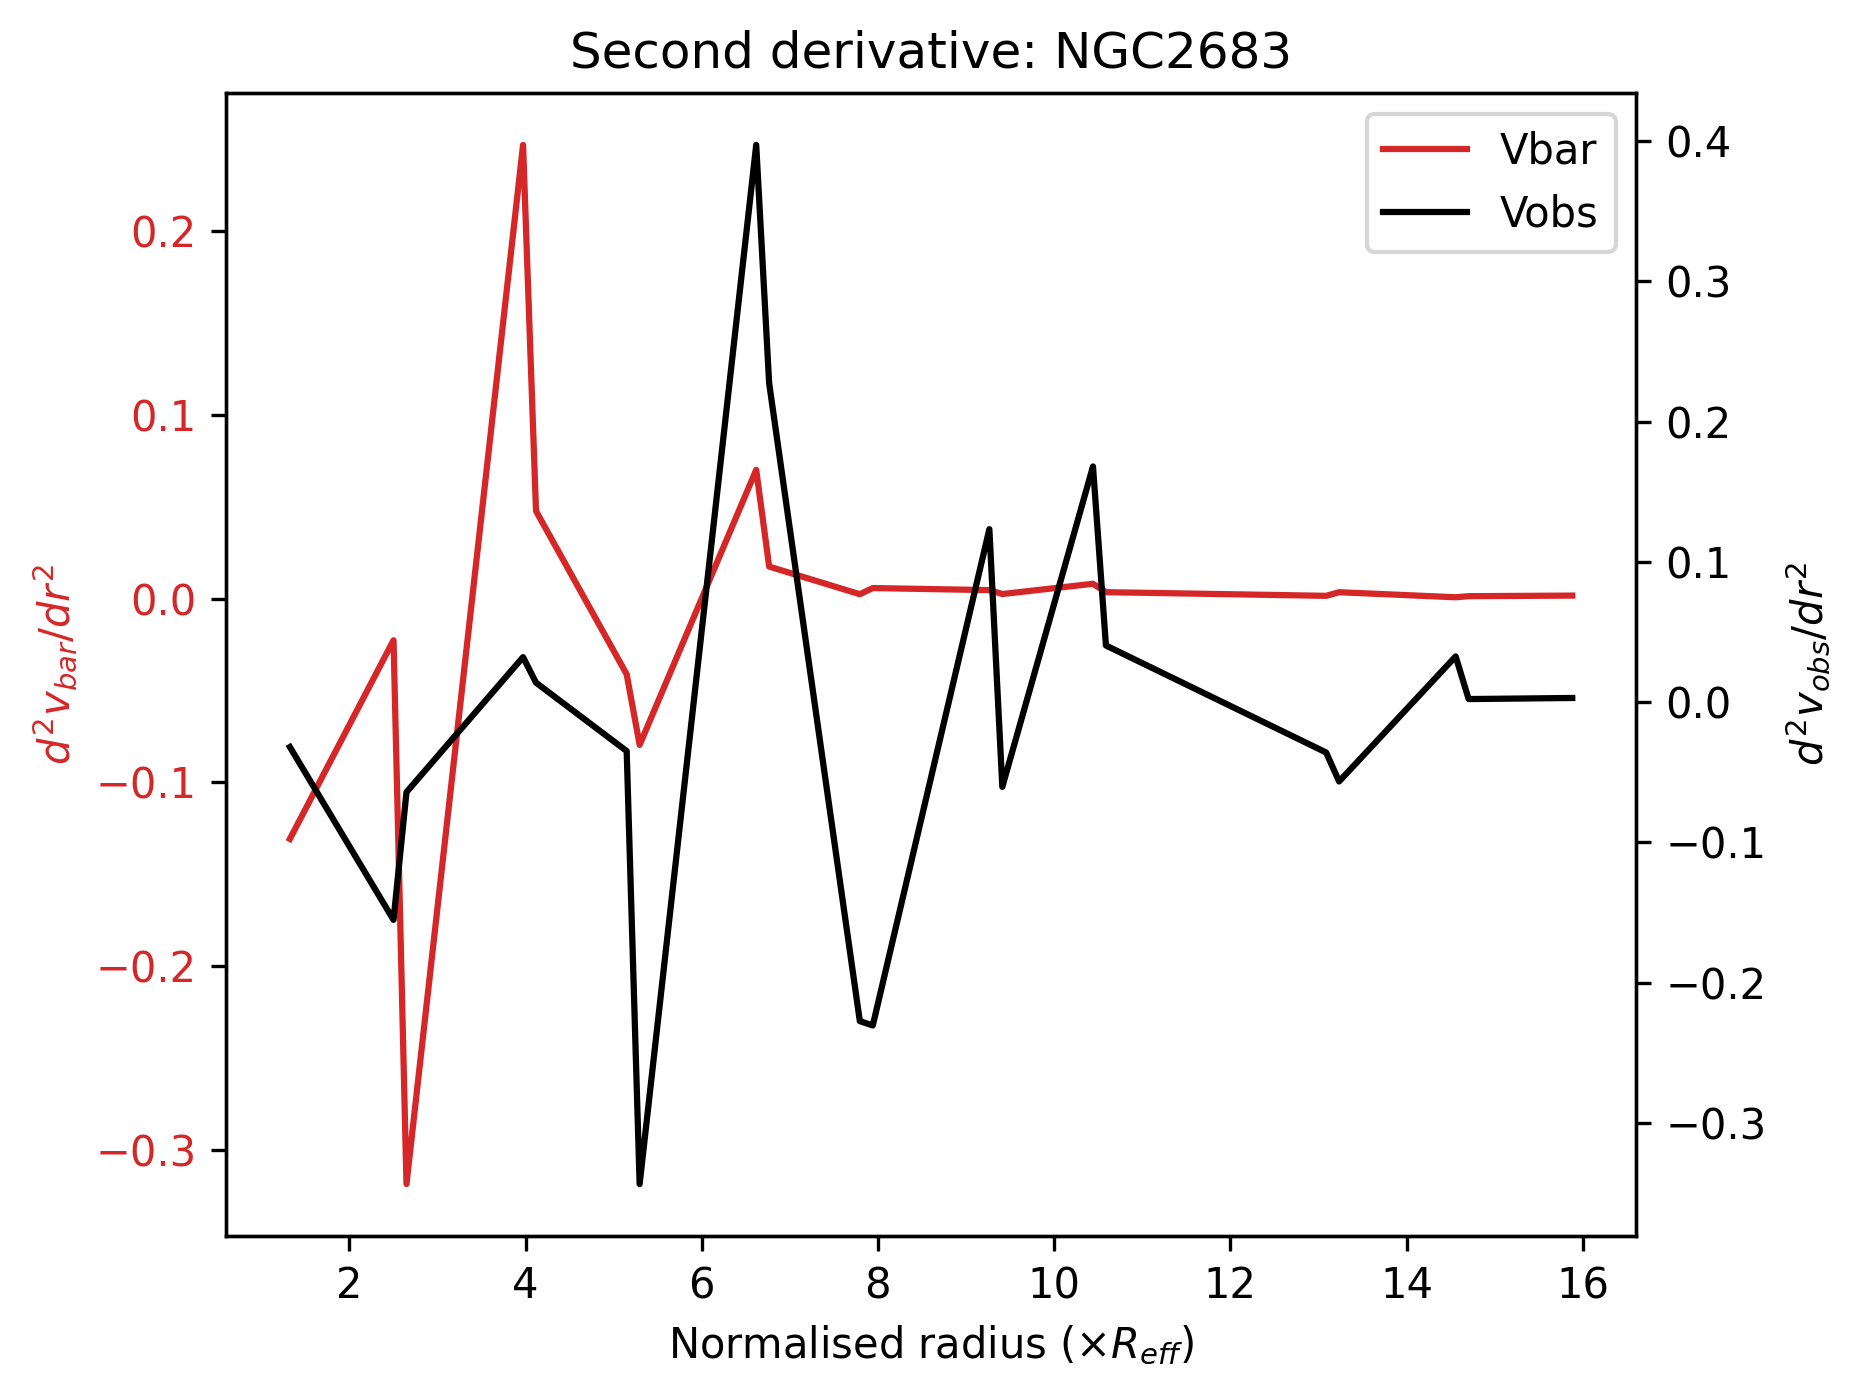 Second derivative: NGC2683
Vbar
Vobs
0.2
0.1
0.0
−0.1
−0.2
−0.3
d²v_bar/dr²
0.4
0.3
0.2
0.1
0.0
−0.1
−0.2
−0.3
d²v_obs/dr²
2 4 6 8 10 12 14 16
Normalised radius (×R_eff)